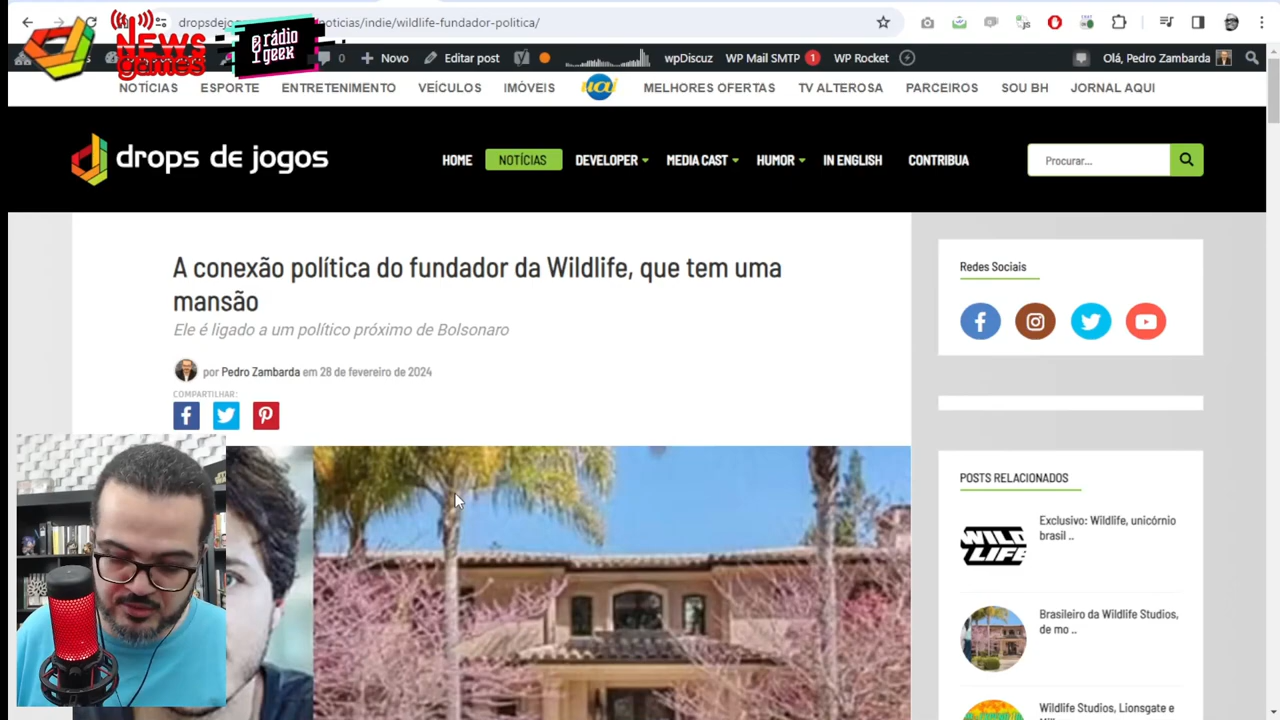 dropsdejo
noticias/indie/wildlife-fundador-politica/
NEWS
games
rádio
geek
0
Novo
Editar post
wpDiscuz
WP Mail SMTP
1
WP Rocket
Olá, Pedro Zambarda
NOTÍCIAS
ESPORTE
ENTRETENIMENTO
VEÍCULOS
IMÓVEIS
uai
MELHORES OFERTAS
TV ALTEROSA
PARCEIROS
SOU BH
JORNAL AQUI
drops de jogos
HOME
NOTÍCIAS
DEVELOPER
MEDIA CAST
HUMOR
IN ENGLISH
CONTRIBUA
Procurar...
A conexão política do fundador da Wildlife, que tem uma
mansão
Ele é ligado a um político próximo de Bolsonaro
por Pedro Zambarda em 28 de fevereiro de 2024
COMPARTILHAR:
Redes Sociais
POSTS RELACIONADOS
WILD
LIFE
Exclusivo: Wildlife, unicórnio
brasil ..
Brasileiro da Wildlife Studios,
de mo ..
Wildlife Studios, Lionsgate e